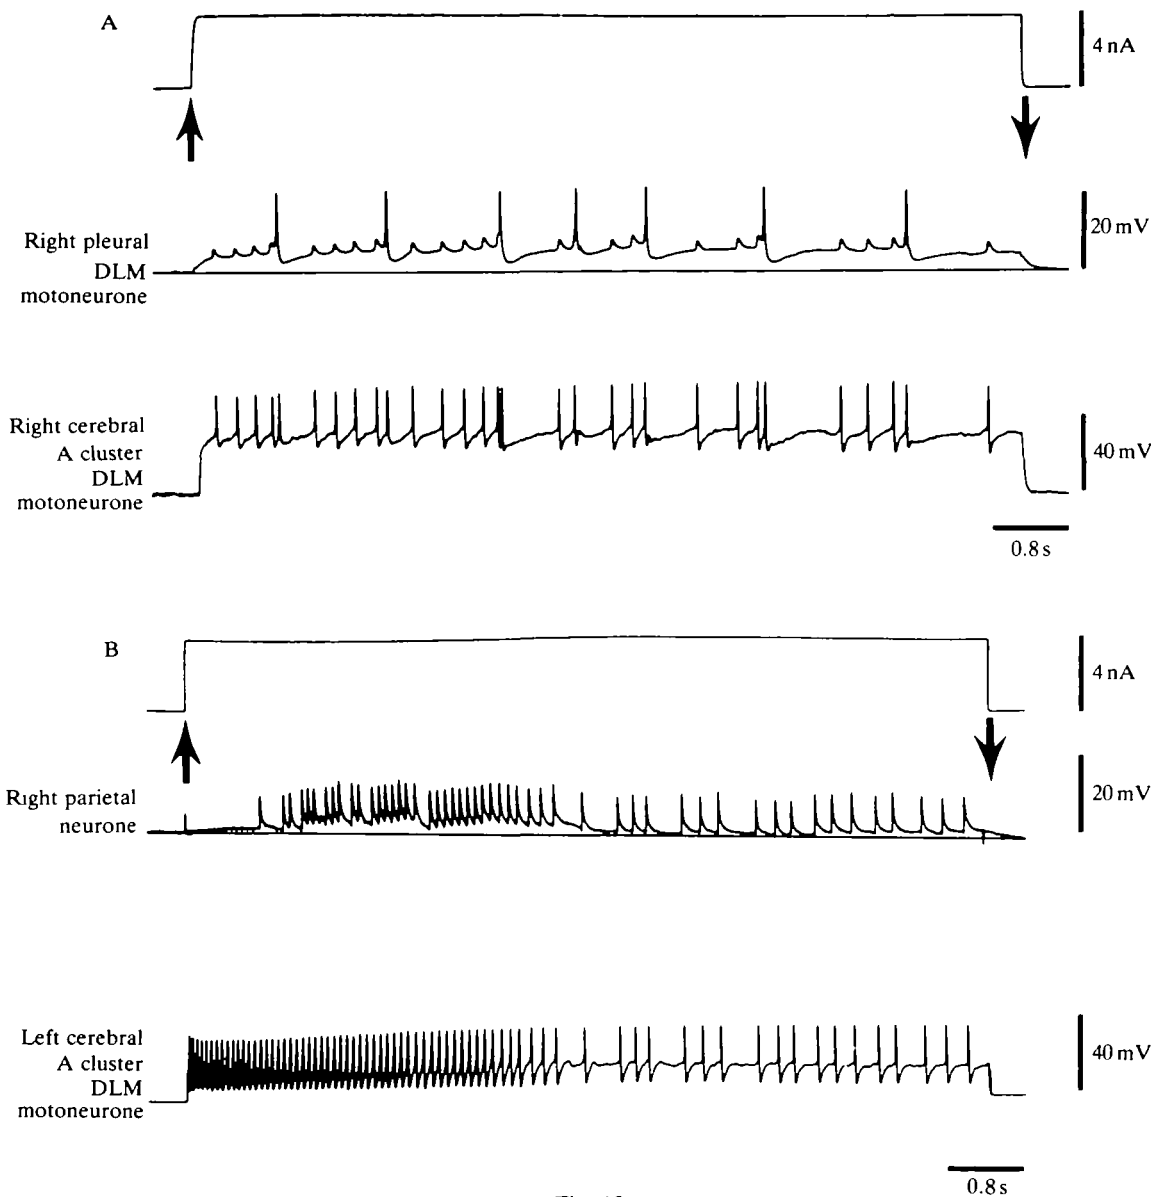 A
4 nA
Right pleural
DLM
motoneurone
20 mV
Right cerebral
A cluster
DLM
motoneurone
40 mV
0.8 s
B
4 nA
Right parietal
neurone
20 mV
Left cerebral
A cluster
DLM
motoneurone
40 mV
0.8 s